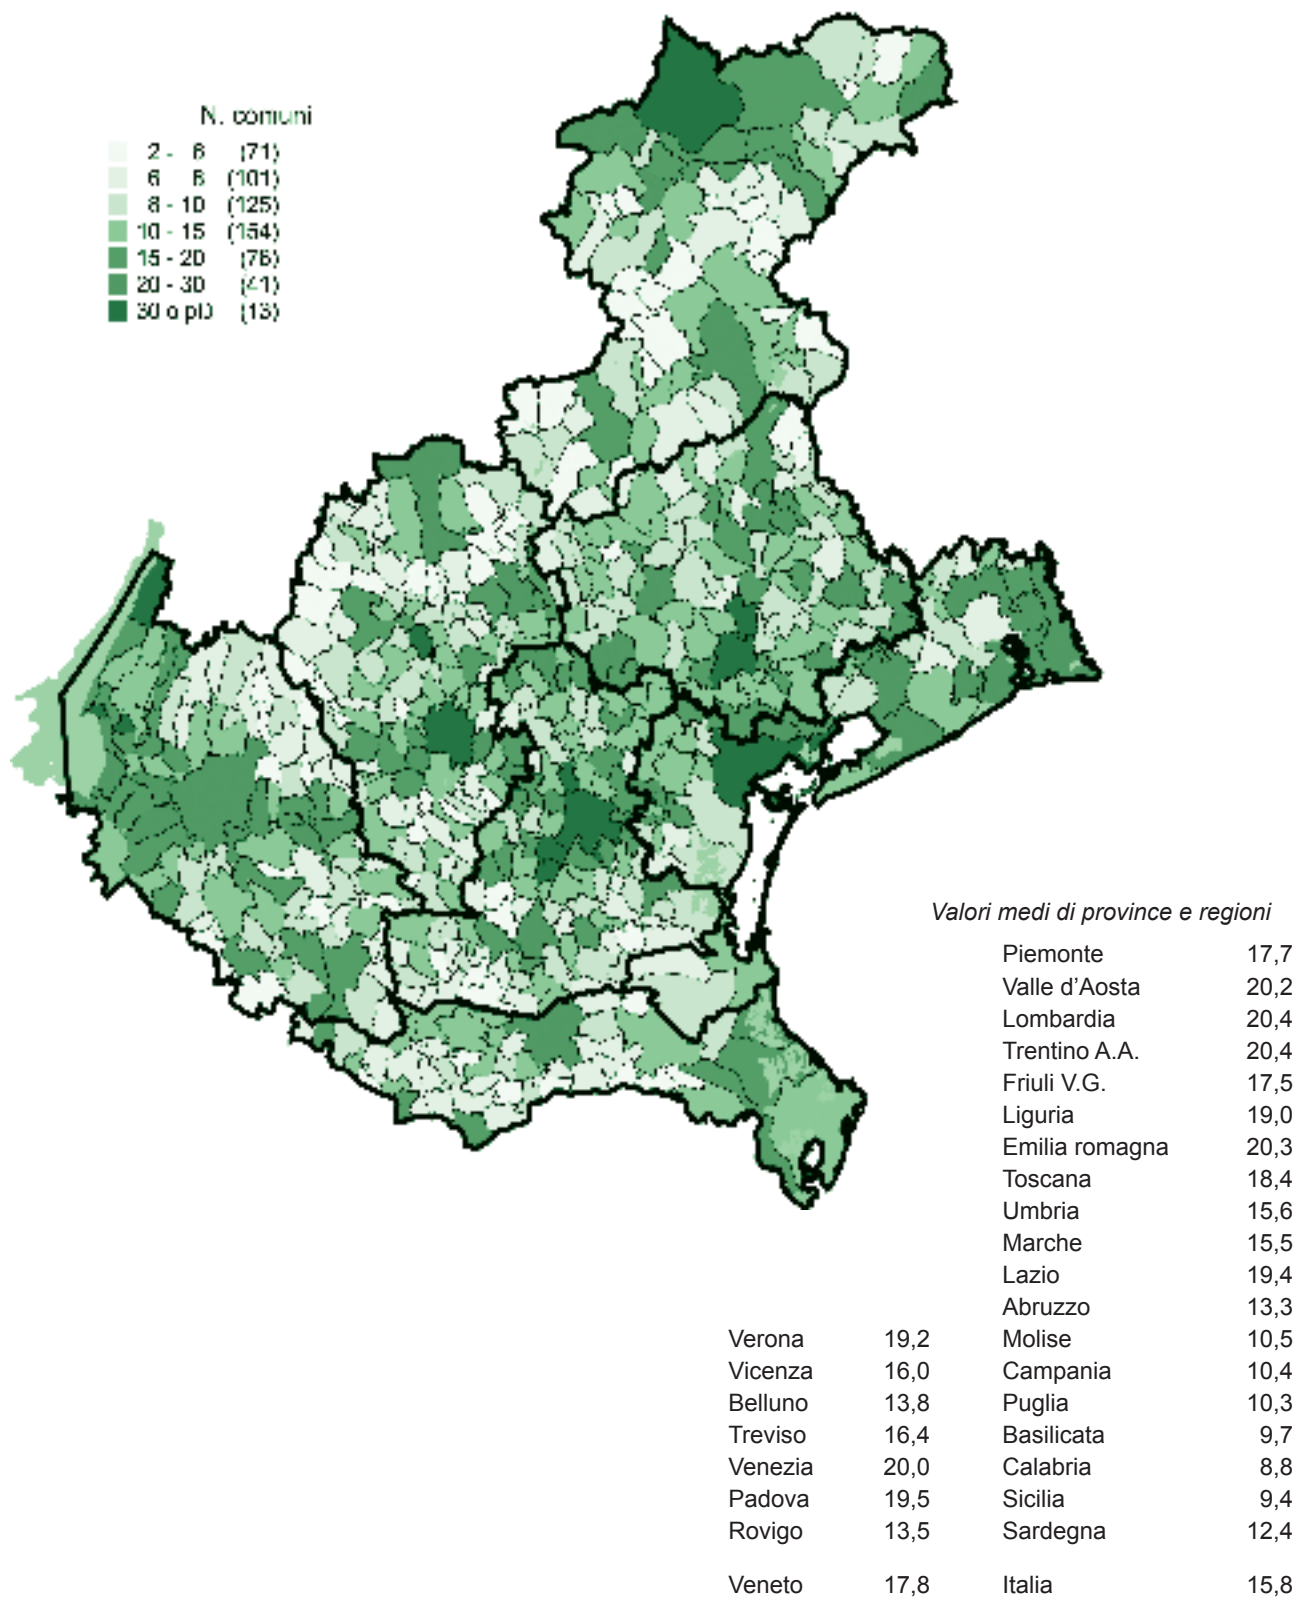 N. comuni
2 - 6 (71)
6 8 (101)
8 - 10 (125)
10 - 15 (154)
15 - 20 (76)
20 - 30 (41)
30 o più (13)
Valori medi di province e regioni
Piemonte 17,7
Valle d’Aosta 20,2
Lombardia 20,4
Trentino A.A. 20,4
Friuli V.G. 17,5
Liguria 19,0
Emilia romagna 20,3
Toscana 18,4
Umbria 15,6
Marche 15,5
Lazio 19,4
Abruzzo 13,3
Verona 19,2 Molise 10,5
Vicenza 16,0 Campania 10,4
Belluno 13,8 Puglia 10,3
Treviso 16,4 Basilicata 9,7
Venezia 20,0 Calabria 8,8
Padova 19,5 Sicilia 9,4
Rovigo 13,5 Sardegna 12,4
Veneto 17,8 Italia 15,8